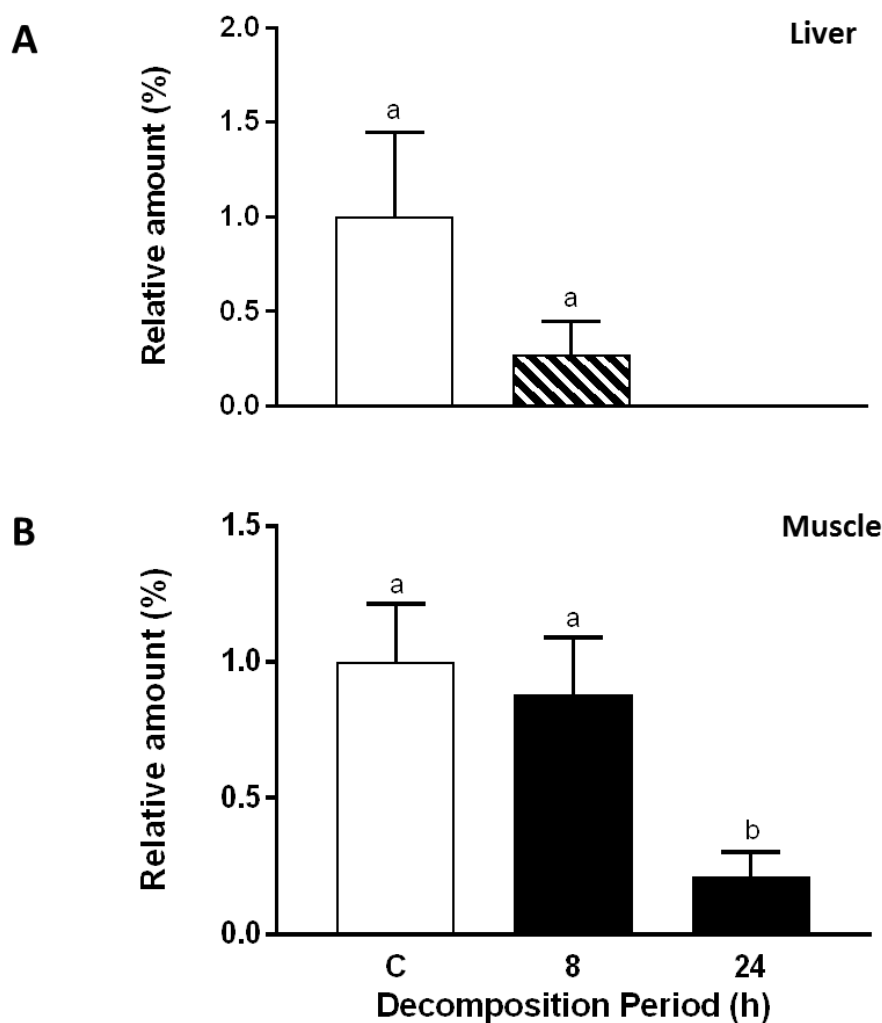 A
Liver
Relative amount (%)
2.0
1.5
1.0
0.5
0.0
a
a
B
Muscle
Relative amount (%)
1.5
1.0
0.5
0.0
a
a
b
C 8 24
Decomposition Period (h)